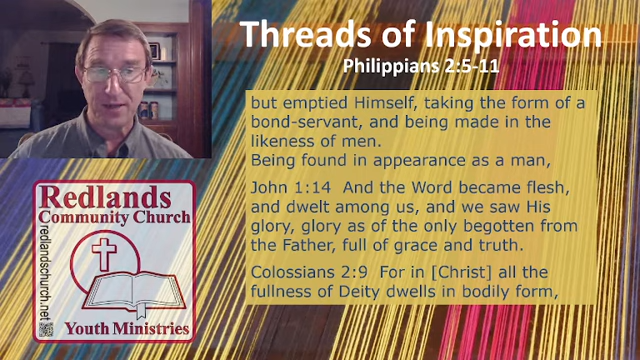 Threads of Inspiration
Philippians 2:5-11
but emptied Himself, taking the form of a
bond-servant, and being made in the
likeness of men.
Being found in appearance as a man,
John 1:14 And the Word became flesh,
and dwelt among us, and we saw His
glory, glory as of the only begotten from
the Father, full of grace and truth.
Colossians 2:9 For in [Christ] all the
fullness of Deity dwells in bodily form,
Redlands
Community Church
redlandschurch.net
Youth Ministries